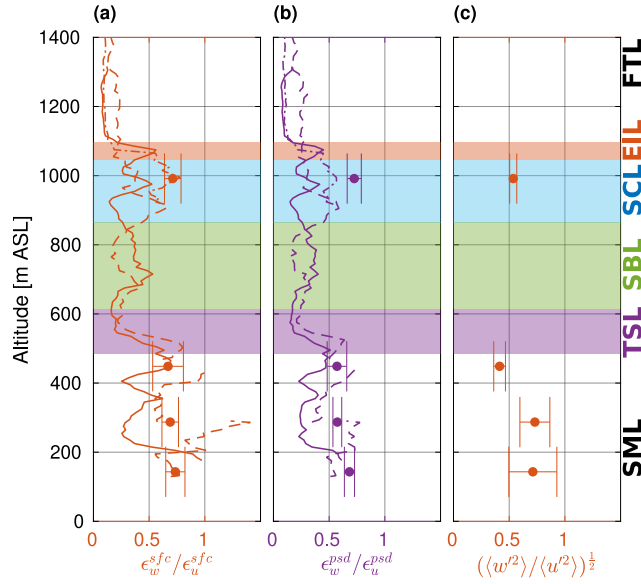 (a) (b) (c)
1400
1200
1000
800
600
400
200
0
Altitude [m ASL]
0 0.5 1
0 0.5 1
0 0.5 1
ϵ_w^{sfc}/ϵ_u^{sfc}
ϵ_w^{psd}/ϵ_u^{psd}
(⟨w′²⟩/⟨u′²⟩)^{1/2}
FTL
EIL
SCL
SBL
TSL
SML